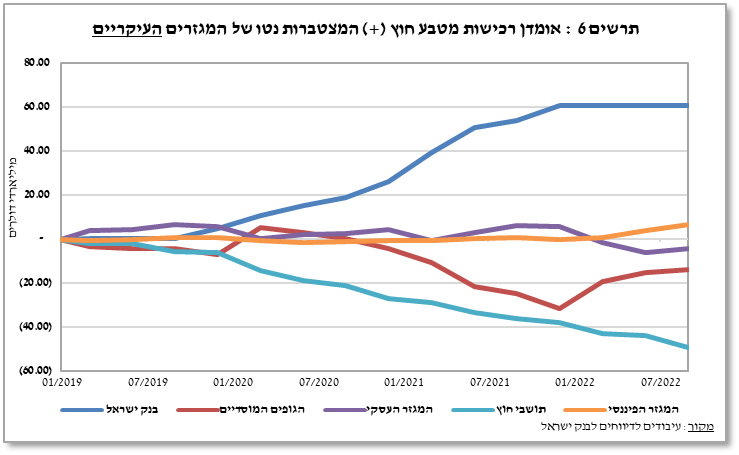 תרשים 6 : אומדן רכישות מטבע חוץ (+) המצטברות נטו של המגזרים העיקריים
מיליארדי דולרים
80.00
60.00
40.00
20.00
-
(20.00)
(40.00)
(60.00)
01/2019 07/2019 01/2020 07/2020 01/2021 07/2021 01/2022 07/2022
בנק ישראל הגופים המוסדיים המגזר העסקי תושבי חוץ המגזר הפיננסי
מקור : עיבודים לדיווחים לבנק ישראל